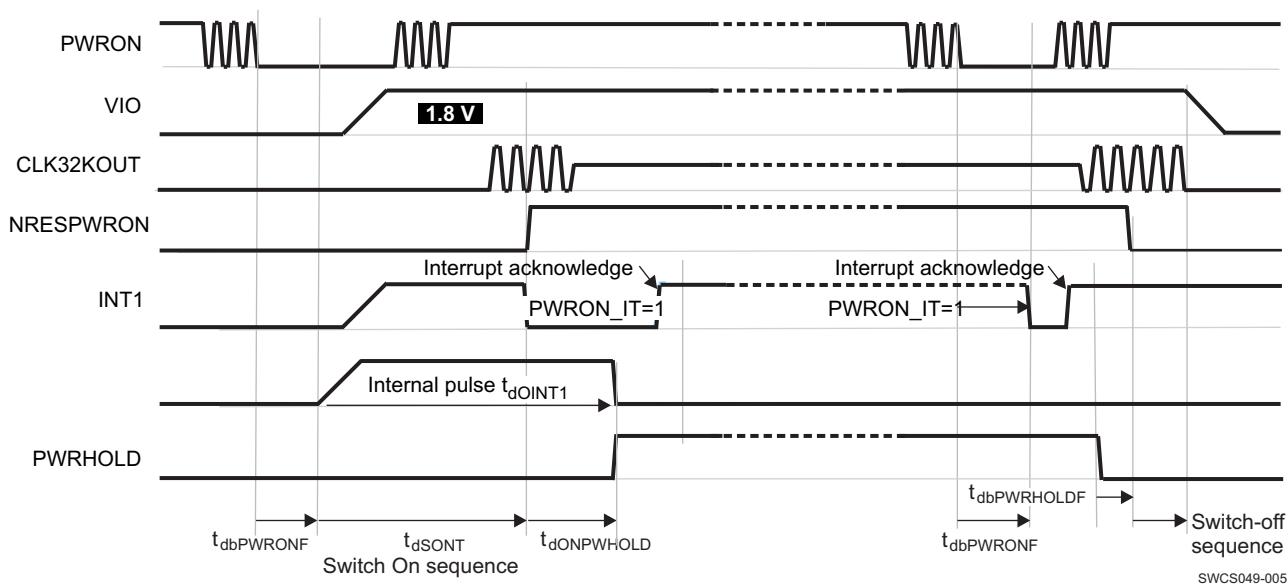 PWRON
VIO
1.8 V
CLK32KOUT
NRESPWRON
Interrupt acknowledge
Interrupt acknowledge
INT1
PWRON_IT=1
PWRON_IT=1
Internal pulse tdOINT1
PWRHOLD
tdbPWRHOLDF
tdbPWRONF
tdSONT
tdONPWHOLD
tdbPWRONF
Switch-off
sequence
Switch On sequence
SWCS049-005